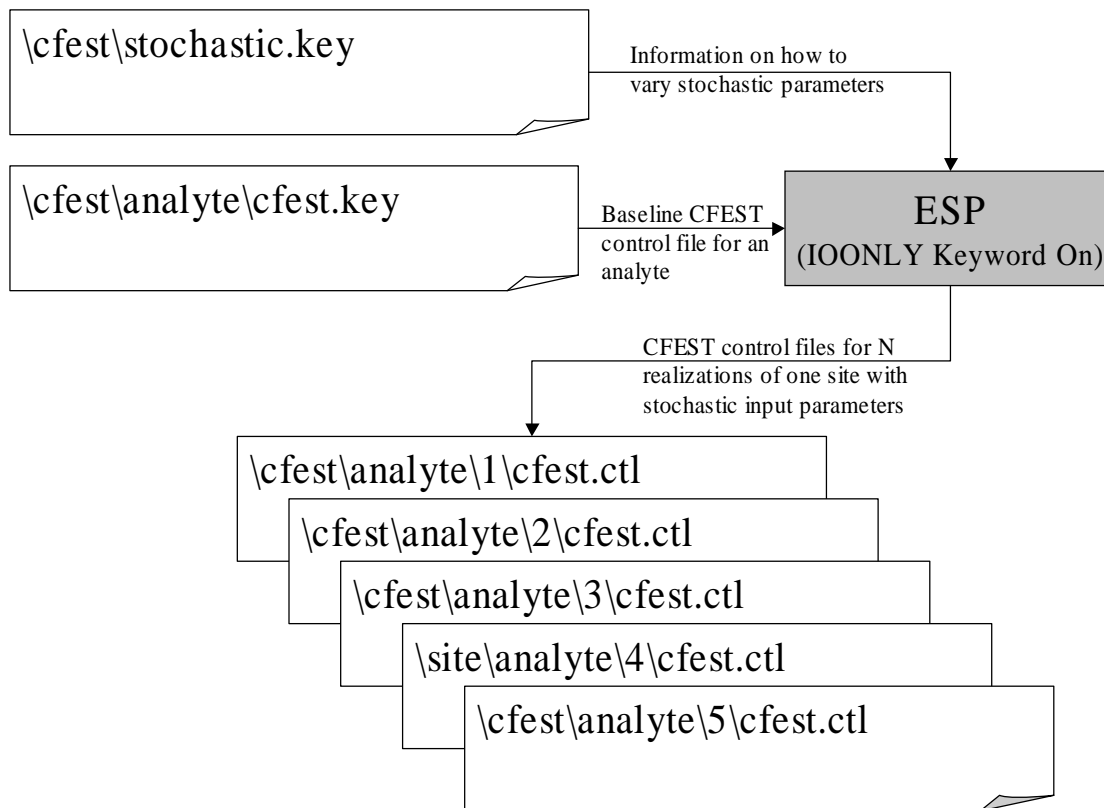 \cfest\stochastic.key
Information on how to
vary stochastic parameters
\cfest\analyte\cfest.key
Baseline CFEST
control file for an
analyte
ESP
(IOONLY Keyword On)
CFEST control files for N
realizations of one site with
stochastic input parameters
\cfest\analyte\1\cfest.ctl
\cfest\analyte\2\cfest.ctl
\cfest\analyte\3\cfest.ctl
\site\analyte\4\cfest.ctl
\cfest\analyte\5\cfest.ctl